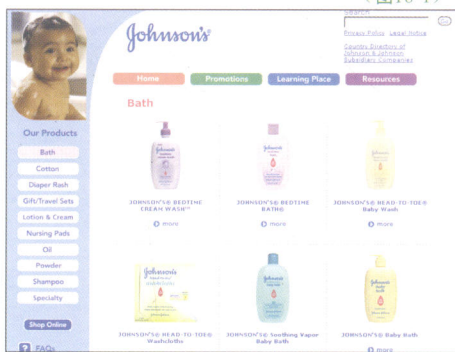 Search
Johnson's
Go
Privacy Policy Legal Notice
Country Directory of
Johnson & Johnson
Subsidiary Companies
Home
Promotions
Learning Place
Resources
Bath
Our Products
Bath
Cotton
Diaper Rash
Gift/Travel Sets
Lotion & Cream
Nursing Pads
Oil
Powder
Shampoo
Specialty
Shop Online
? FAQs
JOHNSON'S® BEDTIME
CREAM WASH™
more
JOHNSON'S® BEDTIME
BATH®
more
JOHNSON'S® HEAD-TO-TOE®
Baby Wash
more
JOHNSON'S® HEAD-TO-TOE®
Washcloths
JOHNSON'S® Soothing Vapor
Baby Bath
JOHNSON'S® Baby Bath
more